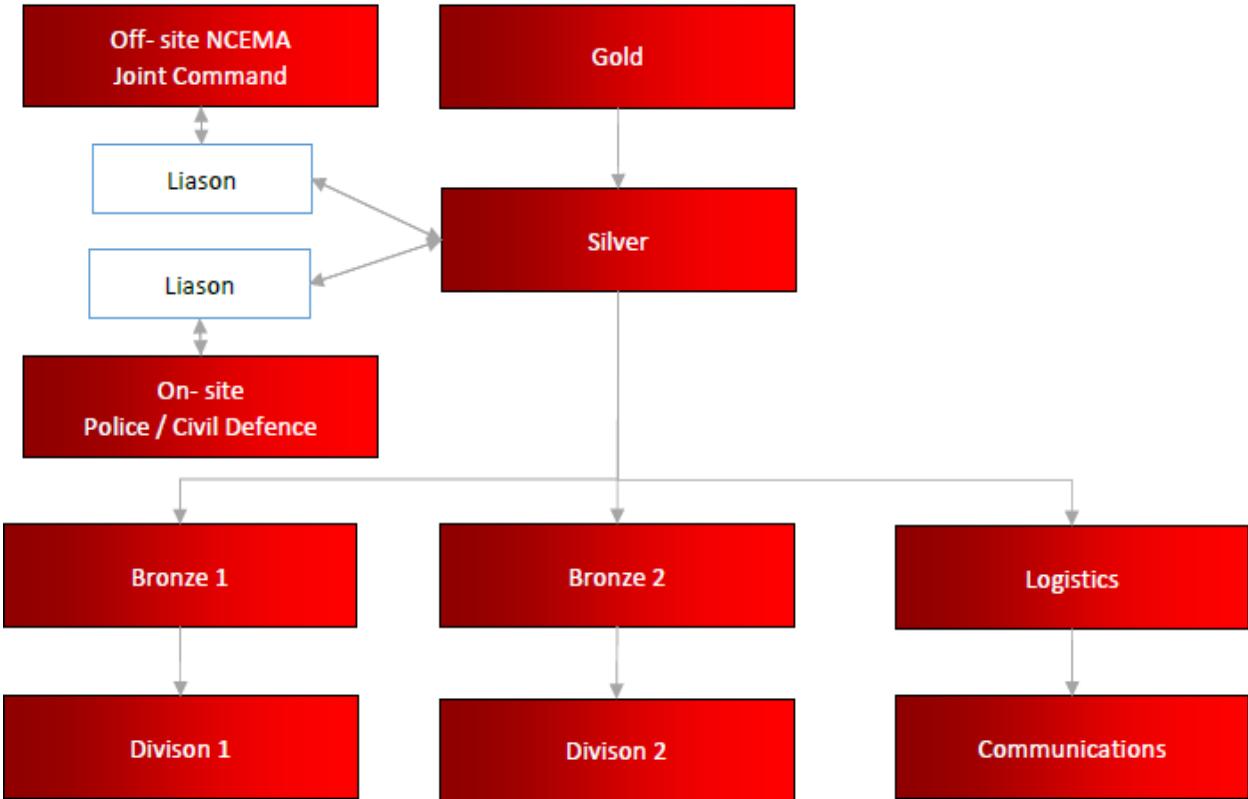 Off- site NCEMA
Joint Command
Gold
Liason
Silver
Liason
On- site
Police / Civil Defence
Bronze 1
Bronze 2
Logistics
Divison 1
Divison 2
Communications